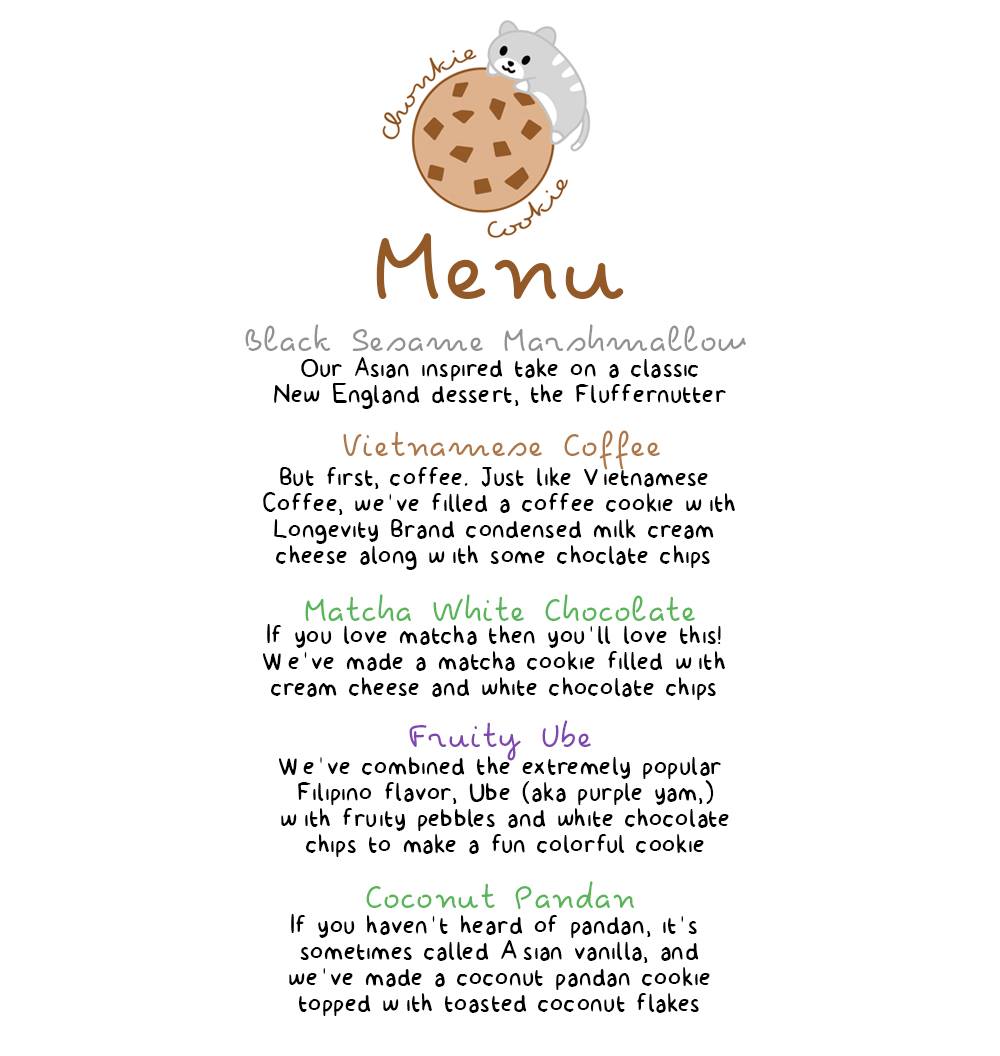 Chonkie
Cookie
Menu
Black Sesame Marshmallow
Our Asian inspired take on a classic
New England dessert, the Fluffernutter
Vietnamese Coffee
But first, coffee. Just like Vietnamese
Coffee, we've filled a coffee cookie with
Longevity Brand condensed milk cream
cheese along with some choclate chips
Matcha White Chocolate
If you love matcha then you'll love this!
We've made a matcha cookie filled with
cream cheese and white chocolate chips
Fruity Ube
We've combined the extremely popular
Filipino flavor, Ube (aka purple yam,)
with fruity pebbles and white chocolate
chips to make a fun colorful cookie
Coconut Pandan
If you haven't heard of pandan, it's
sometimes called Asian vanilla, and
we've made a coconut pandan cookie
topped with toasted coconut flakes